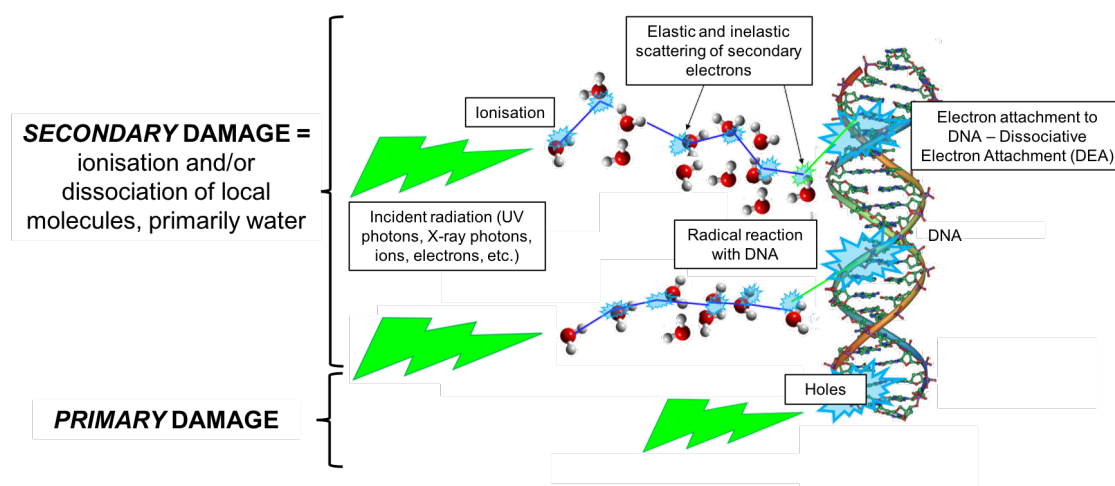 Elastic and inelastic
scattering of secondary
electrons
Ionisation
Electron attachment to
DNA – Dissociative
Electron Attachment (DEA)
SECONDARY DAMAGE =
ionisation and/or
dissociation of local
molecules, primarily water
Incident radiation (UV
photons, X-ray photons,
ions, electrons, etc.)
Radical reaction
with DNA
DNA
Holes
PRIMARY DAMAGE